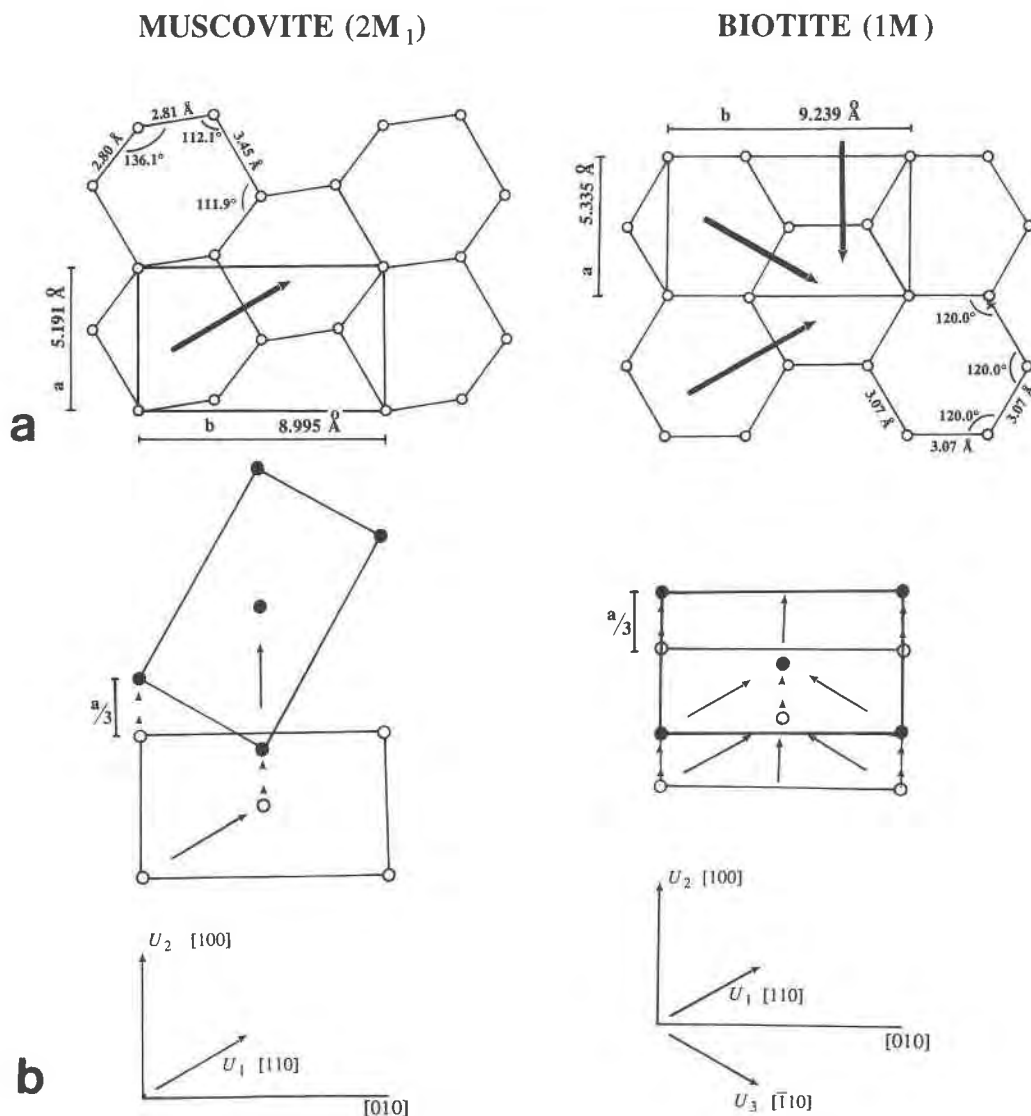 MUSCOVITE (2M₁)
BIOTITE (1M)
2.81 Å
2.80 Å
136.1°
112.1°
3.45 Å
111.9°
5.191 Å
a
b
8.995 Å
a
b
9.239 Å
5.335 Å
a
120.0°
120.0°
120.0°
3.07 Å
3.07 Å
3.07 Å
a/3
a/3
U₂ [100]
U₁ [110]
[010]
b
U₂ [100]
U₁ [110]
[010]
U₃ [1̄10]